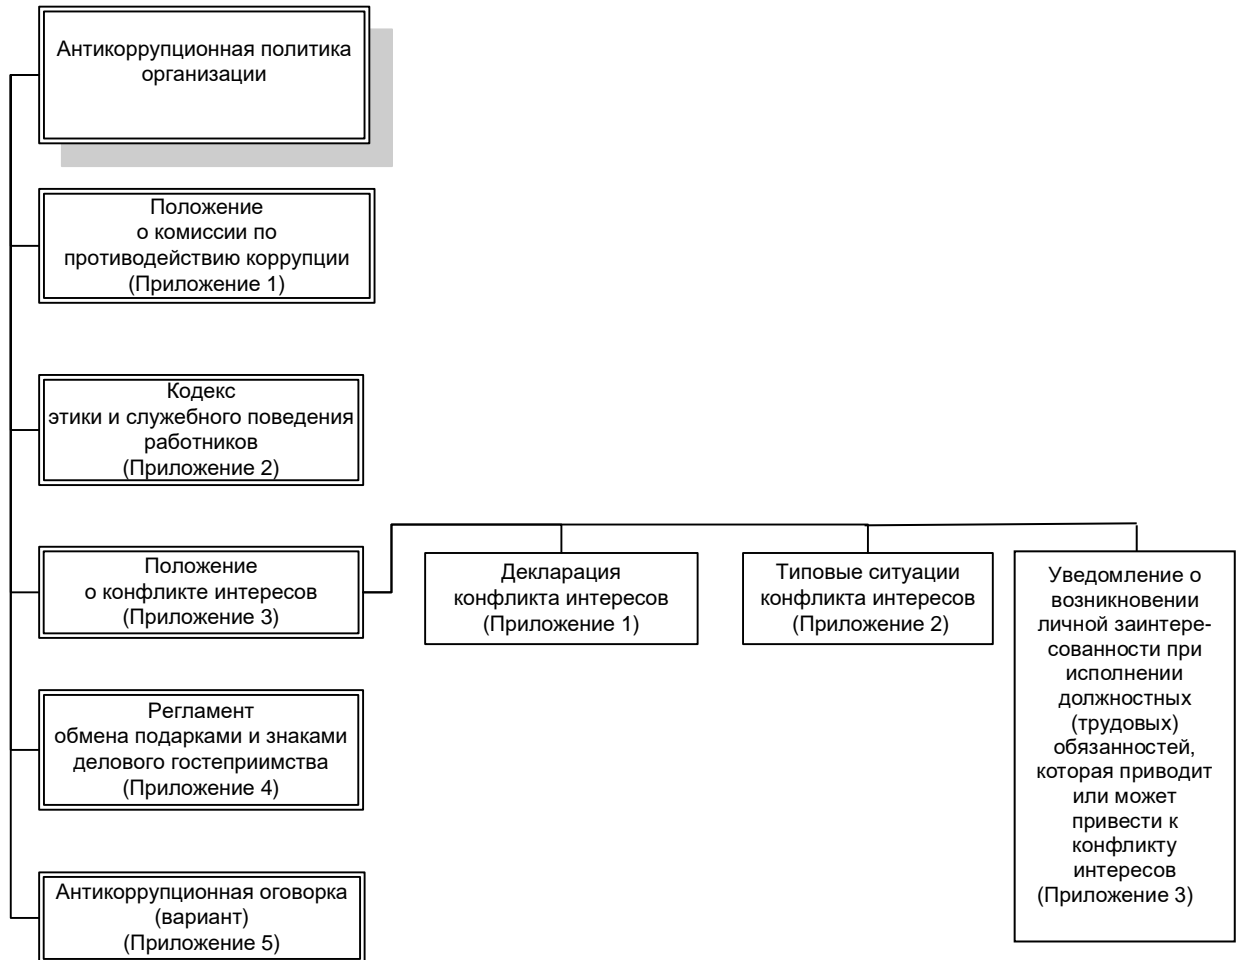 Антикоррупционная политика
организации
Положение
о комиссии по
противодействию коррупции
(Приложение 1)
Кодекс
этики и служебного поведения
работников
(Приложение 2)
Положение
о конфликте интересов
(Приложение 3)
Декларация
конфликта интересов
(Приложение 1)
Типовые ситуации
конфликта интересов
(Приложение 2)
Уведомление о
возникновении
личной заинтере-
сованности при
исполнении
должностных
(трудовых)
обязанностей,
которая приводит
или может
привести к
конфликту
интересов
(Приложение 3)
Регламент
обмена подарками и знаками
делового гостеприимства
(Приложение 4)
Антикоррупционная оговорка
(вариант)
(Приложение 5)